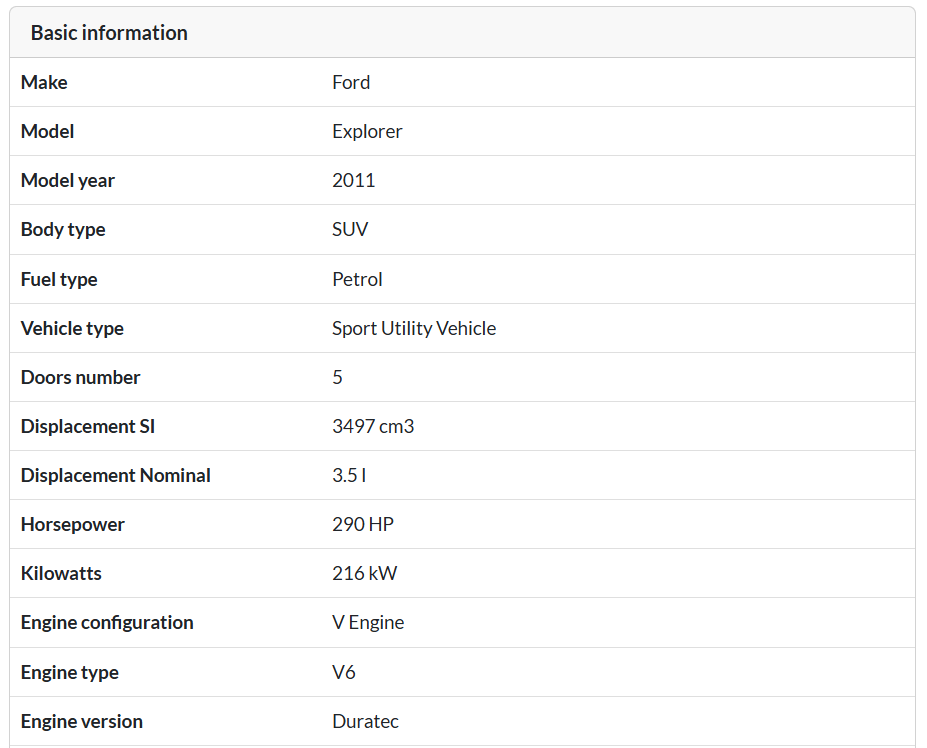 Basic information
Make Ford
Model Explorer
Model year 2011
Body type SUV
Fuel type Petrol
Vehicle type Sport Utility Vehicle
Doors number 5
Displacement SI 3497 cm3
Displacement Nominal 3.5 l
Horsepower 290 HP
Kilowatts 216 kW
Engine configuration V Engine
Engine type V6
Engine version Duratec